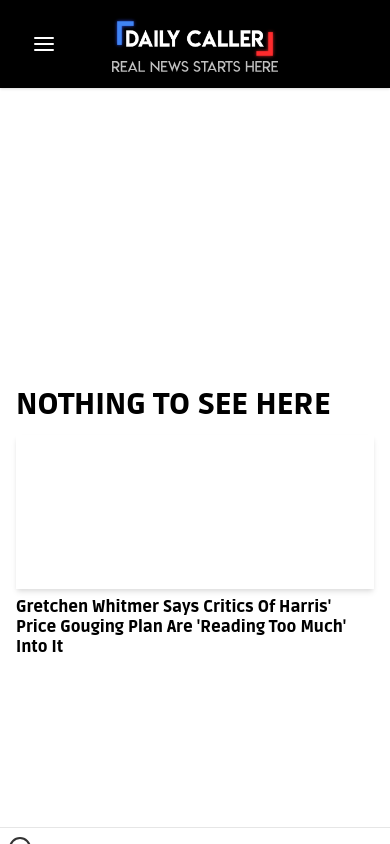 DAILY CALLER
REAL NEWS STARTS HERE
NOTHING TO SEE HERE
Gretchen Whitmer Says Critics Of Harris'
Price Gouging Plan Are 'Reading Too Much'
Into It